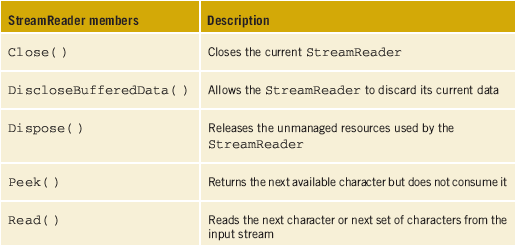 StreamReader members Description
Close( ) Closes the current StreamReader
DiscloseBufferedData( ) Allows the StreamReader to discard its current data
Dispose( ) Releases the unmanaged resources used by the
StreamReader
Peek( ) Returns the next available character but does not consume it
Read( ) Reads the next character or next set of characters from the
input stream